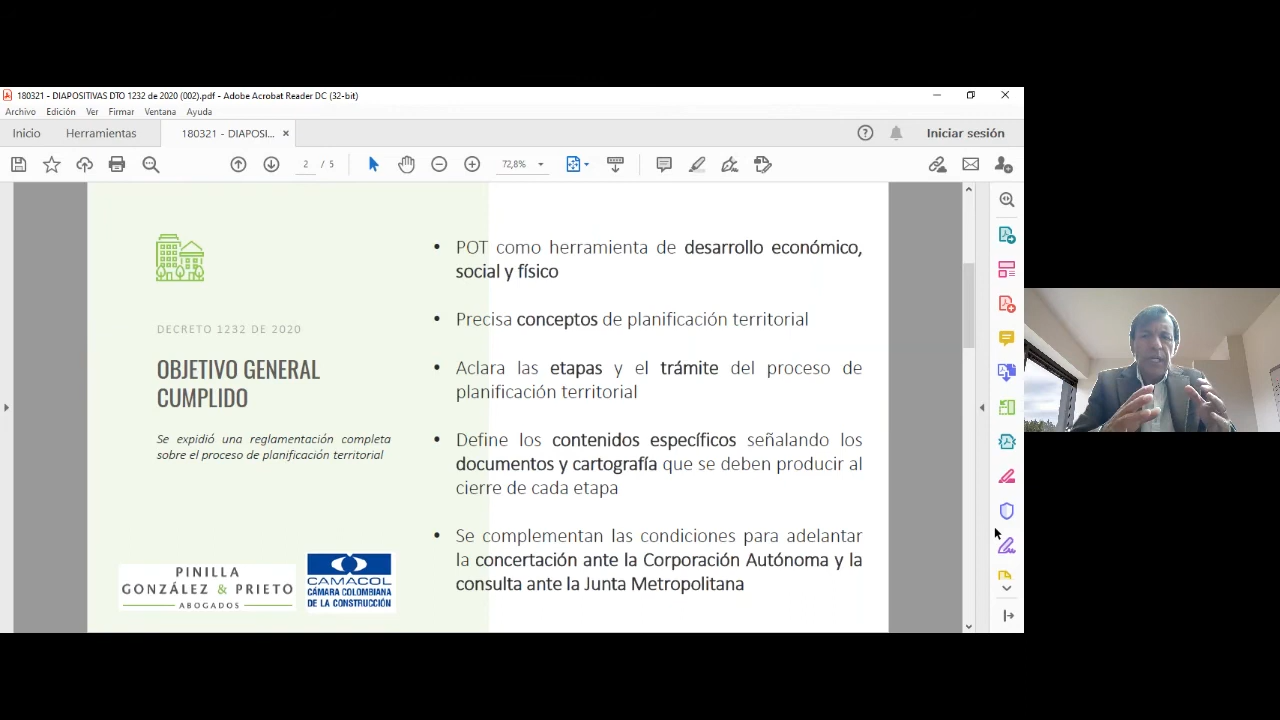 180321 - DIAPOSITIVAS DTO 1232 de 2020 (002).pdf - Adobe Acrobat Reader DC (32-bit)
Archivo Edición Ver Firmar Ventana Ayuda
Inicio Herramientas 180321 - DIAPOSI... × Iniciar sesión
2 / 5 72,8%
DECRETO 1232 DE 2020
OBJETIVO GENERAL
CUMPLIDO
Se expidió una reglamentación completa
sobre el proceso de planificación territorial
PINILLA
GONZÁLEZ & PRIETO
ABOGADOS
CAMACOL
CÁMARA COLOMBIANA
DE LA CONSTRUCCIÓN
• POT como herramienta de desarrollo económico,
social y físico
• Precisa conceptos de planificación territorial
• Aclara las etapas y el trámite del proceso de
planificación territorial
• Define los contenidos específicos señalando los
documentos y cartografía que se deben producir al
cierre de cada etapa
• Se complementan las condiciones para adelantar
la concertación ante la Corporación Autónoma y la
consulta ante la Junta Metropolitana